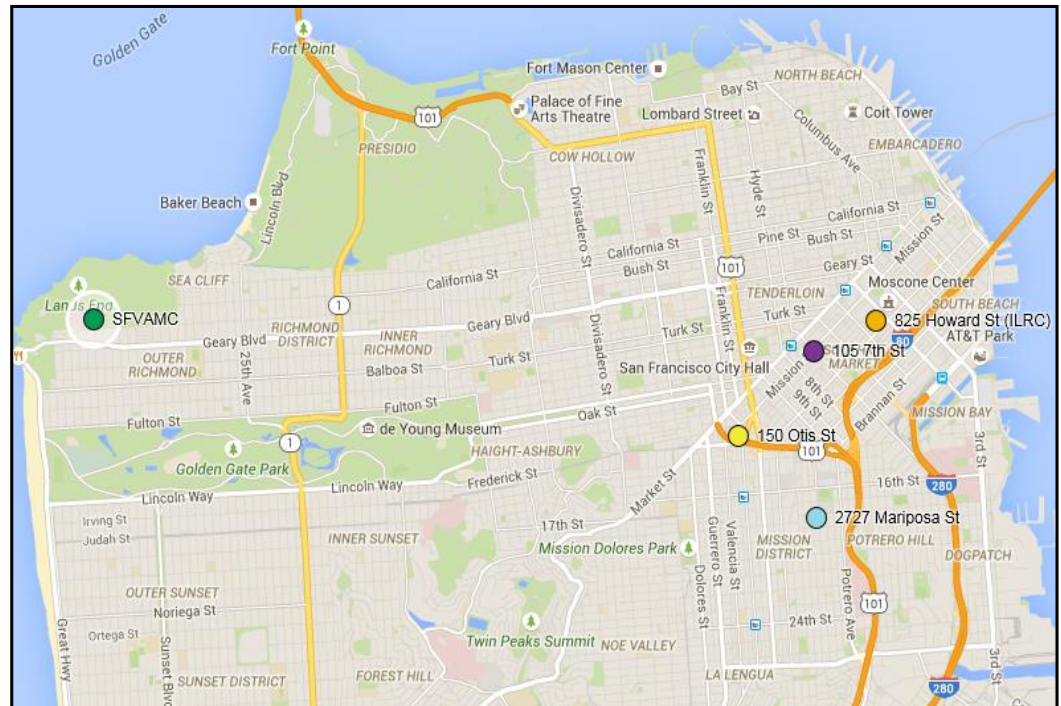 Golden Gate
Fort Point
Fort Mason Center
Bay St
NORTH BEACH
Palace of Fine
Arts Theatre
Lombard Street
Coit Tower
101
Columbus Ave
PRESIDIO
COW HOLLOW
EMBARCADERO
Lincoln Blvd
Baker Beach
Franklin St
Hyde St
Divisadero St
California St
Pine St
Bush St
Mission St
California St
Bush St
Geary St
SEA CLIFF
California St
101
Moscone Center
Lands End
TENDERLOIN
SOUTH BEACH
SFVAMC
1
Geary Blvd
Turk St
Franklin St
825 Howard St (ILRC)
RICHMOND
DISTRICT
INNER
RICHMOND
Geary Blvd
Divisadero St
Turk St
80
AT&T Park
OUTER
RICHMOND
25th Ave
Turk St
Balboa St
San Francisco City Hall
Mission
105 7th St
MARKET
8th St
9th St
Brannan St
Fulton St
Fulton St
Oak St
MISSION BAY
1
de Young Museum
150 Otis St
101
3rd St
Golden Gate Park
HAIGHT-ASHBURY
Frederick St
Market St
16th St
280
Lincoln Way
Lincoln Way
Irving St
Judah St
INNER SUNSET
17th St
2727 Mariposa St
Mission Dolores Park
Guerrero St
Valencia St
MISSION
DISTRICT
POTRERO HILL
DOGPATCH
OUTER SUNSET
Noriega St
Dolores St
Potrero Ave
101
Great Hwy
Ortega St
Sunset Blvd
Twin Peaks Summit
NOE VALLEY
24th St
3rd St
SUNSET DISTRICT
FOREST HILL
LA LENGUA
280